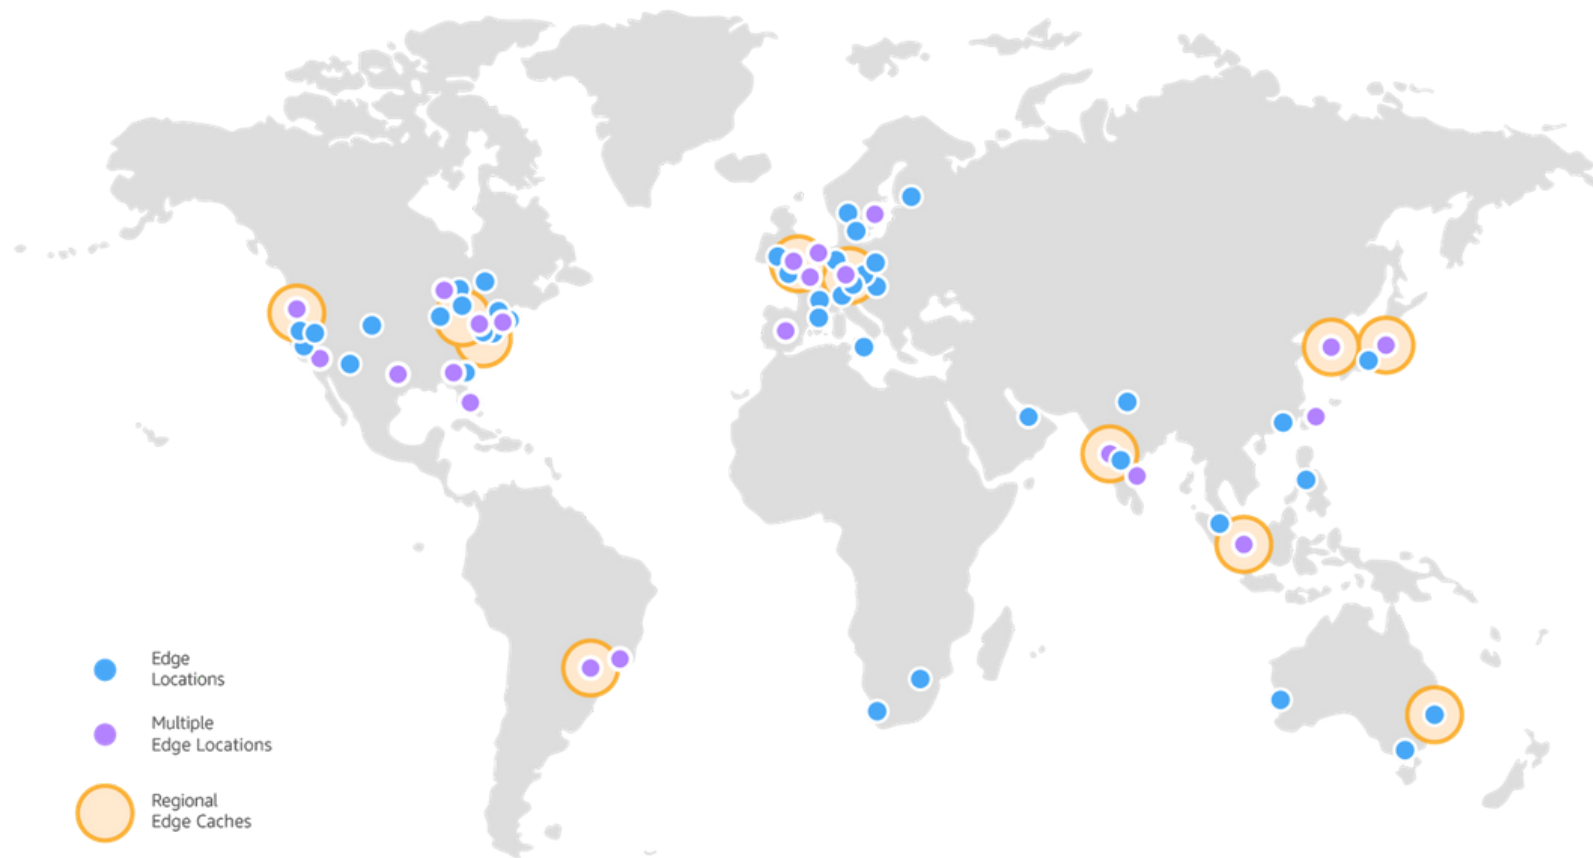 Edge
Locations
Multiple
Edge Locations
Regional
Edge Caches